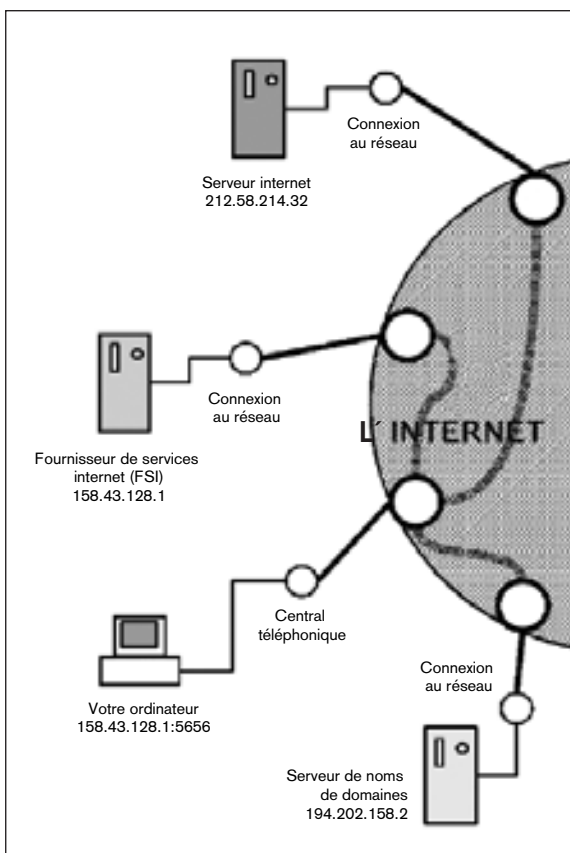 Connexion
au réseau
Serveur internet
212.58.214.32
Connexion
au réseau
L' INTERNET
Fournisseur de services
internet (FSI)
158.43.128.1
Central
téléphonique
Connexion
au réseau
Votre ordinateur
158.43.128.1:5656
Serveur de noms
de domaines
194.202.158.2